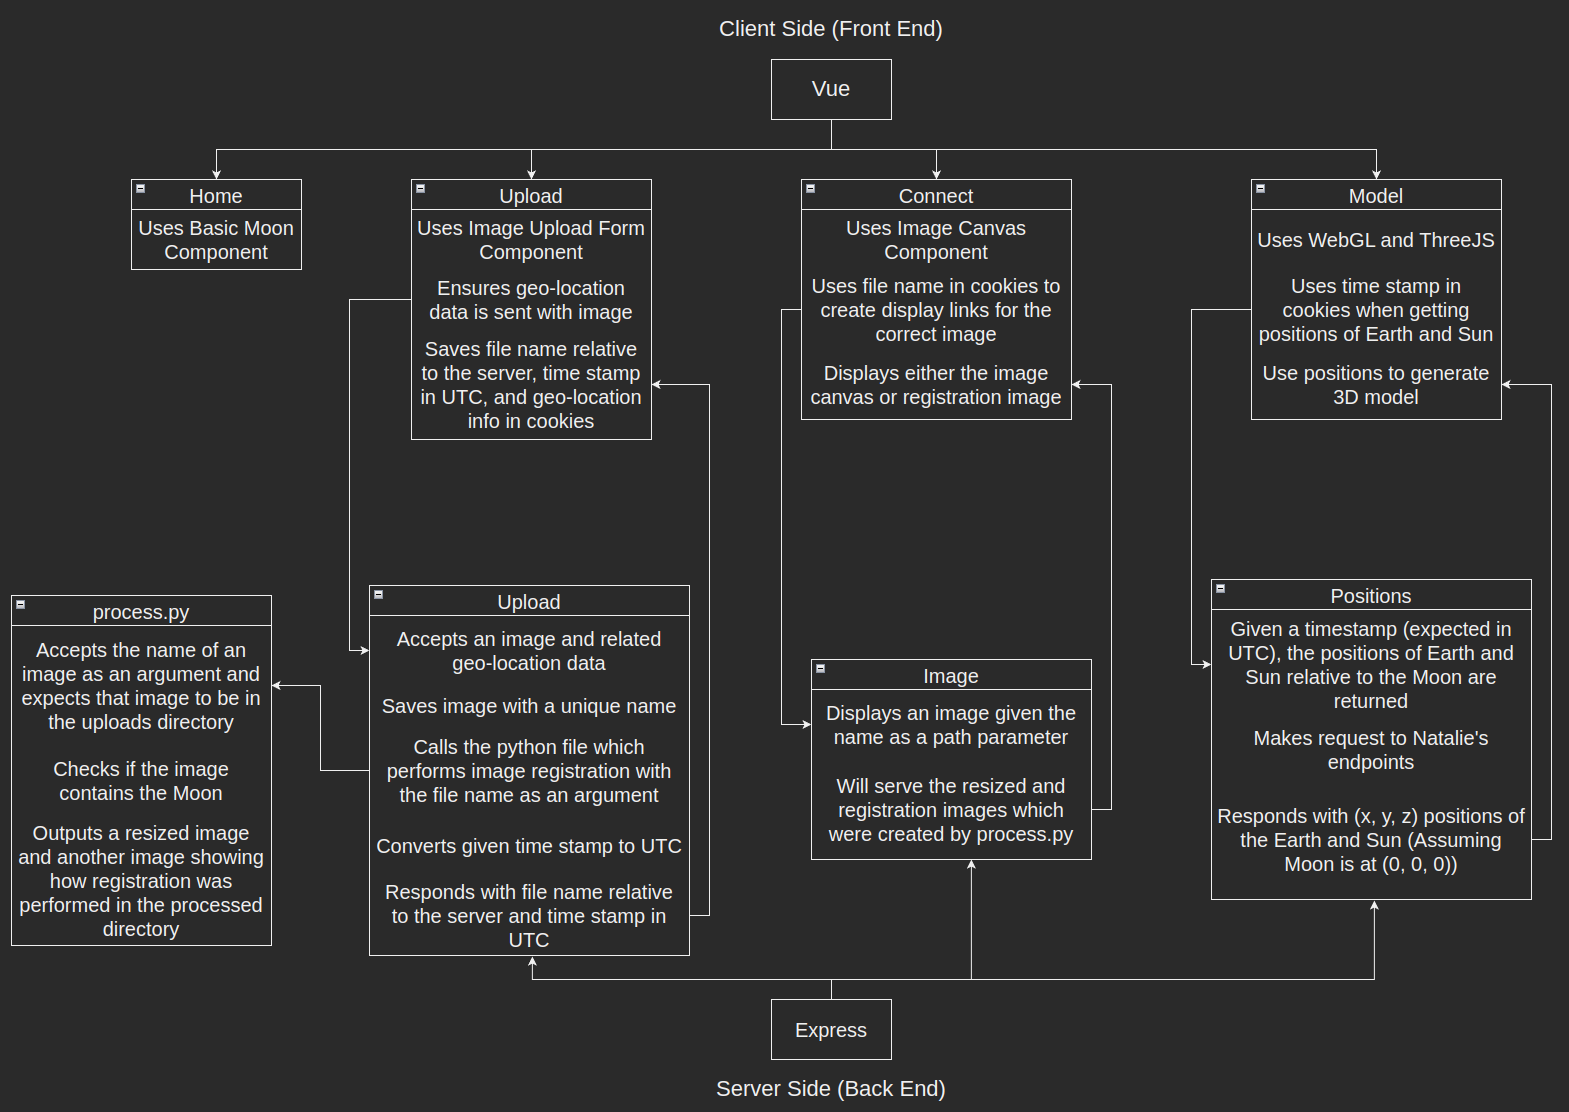 Client Side (Front End)
Vue
Home
Uses Basic Moon
Component
Upload
Uses Image Upload Form
Component
Ensures geo-location
data is sent with image
Saves file name relative
to the server, time stamp
in UTC, and geo-location
info in cookies
Connect
Uses Image Canvas
Component
Uses file name in cookies to
create display links for the
correct image
Displays either the image
canvas or registration image
Model
Uses WebGL and ThreeJS
Uses time stamp in
cookies when getting
positions of Earth and Sun
Use positions to generate
3D model
process.py
Accepts the name of an
image as an argument and
expects that image to be in
the uploads directory
Checks if the image
contains the Moon
Outputs a resized image
and another image showing
how registration was
performed in the processed
directory
Upload
Accepts an image and related
geo-location data
Saves image with a unique name
Calls the python file which
performs image registration with
the file name as an argument
Converts given time stamp to UTC
Responds with file name relative
to the server and time stamp in
UTC
Image
Displays an image given the
name as a path parameter
Will serve the resized and
registration images which
were created by process.py
Positions
Given a timestamp (expected in
UTC), the positions of Earth and
Sun relative to the Moon are
returned
Makes request to Natalie's
endpoints
Responds with (x, y, z) positions of
the Earth and Sun (Assuming
Moon is at (0, 0, 0))
Express
Server Side (Back End)